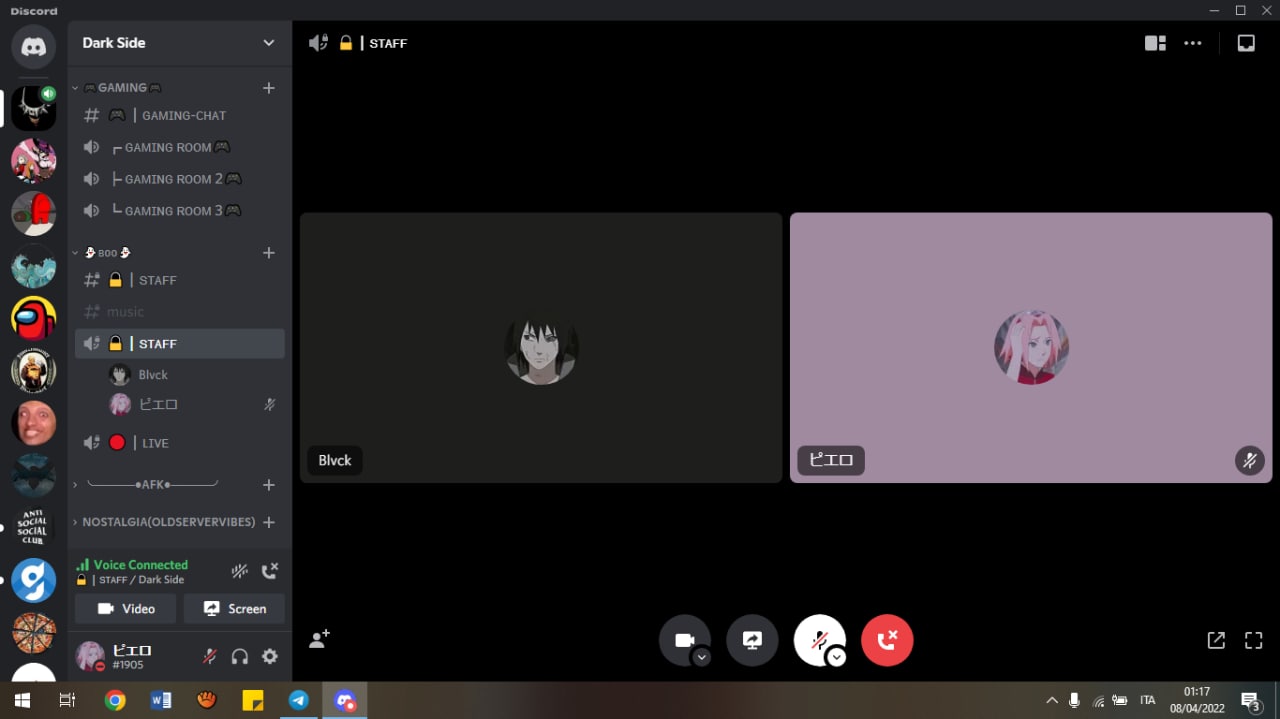 Discord
Dark Side
GAMING
| GAMING-CHAT
GAMING ROOM
GAMING ROOM 2
GAMING ROOM 3
BOO
| STAFF
music
| STAFF
Blvck
ピエロ
| LIVE
AFK
NOSTALGIA(OLDSERVERVIBES)
Voice Connected
| STAFF / Dark Side
Video
Screen
ピエロ
#1905
ANTI
SOCIAL
SOCIAL
CLUB
| STAFF
Blvck
ピエロ
ITA
01:17
08/04/2022
3